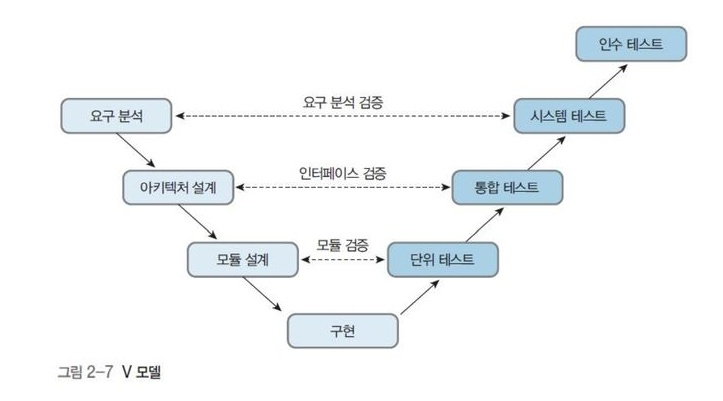 인수 테스트
요구 분석
요구 분석 검증
시스템 테스트
아키텍처 설계
인터페이스 검증
통합 테스트
모듈 설계
모듈 검증
단위 테스트
구현
그림 2-7 V 모델